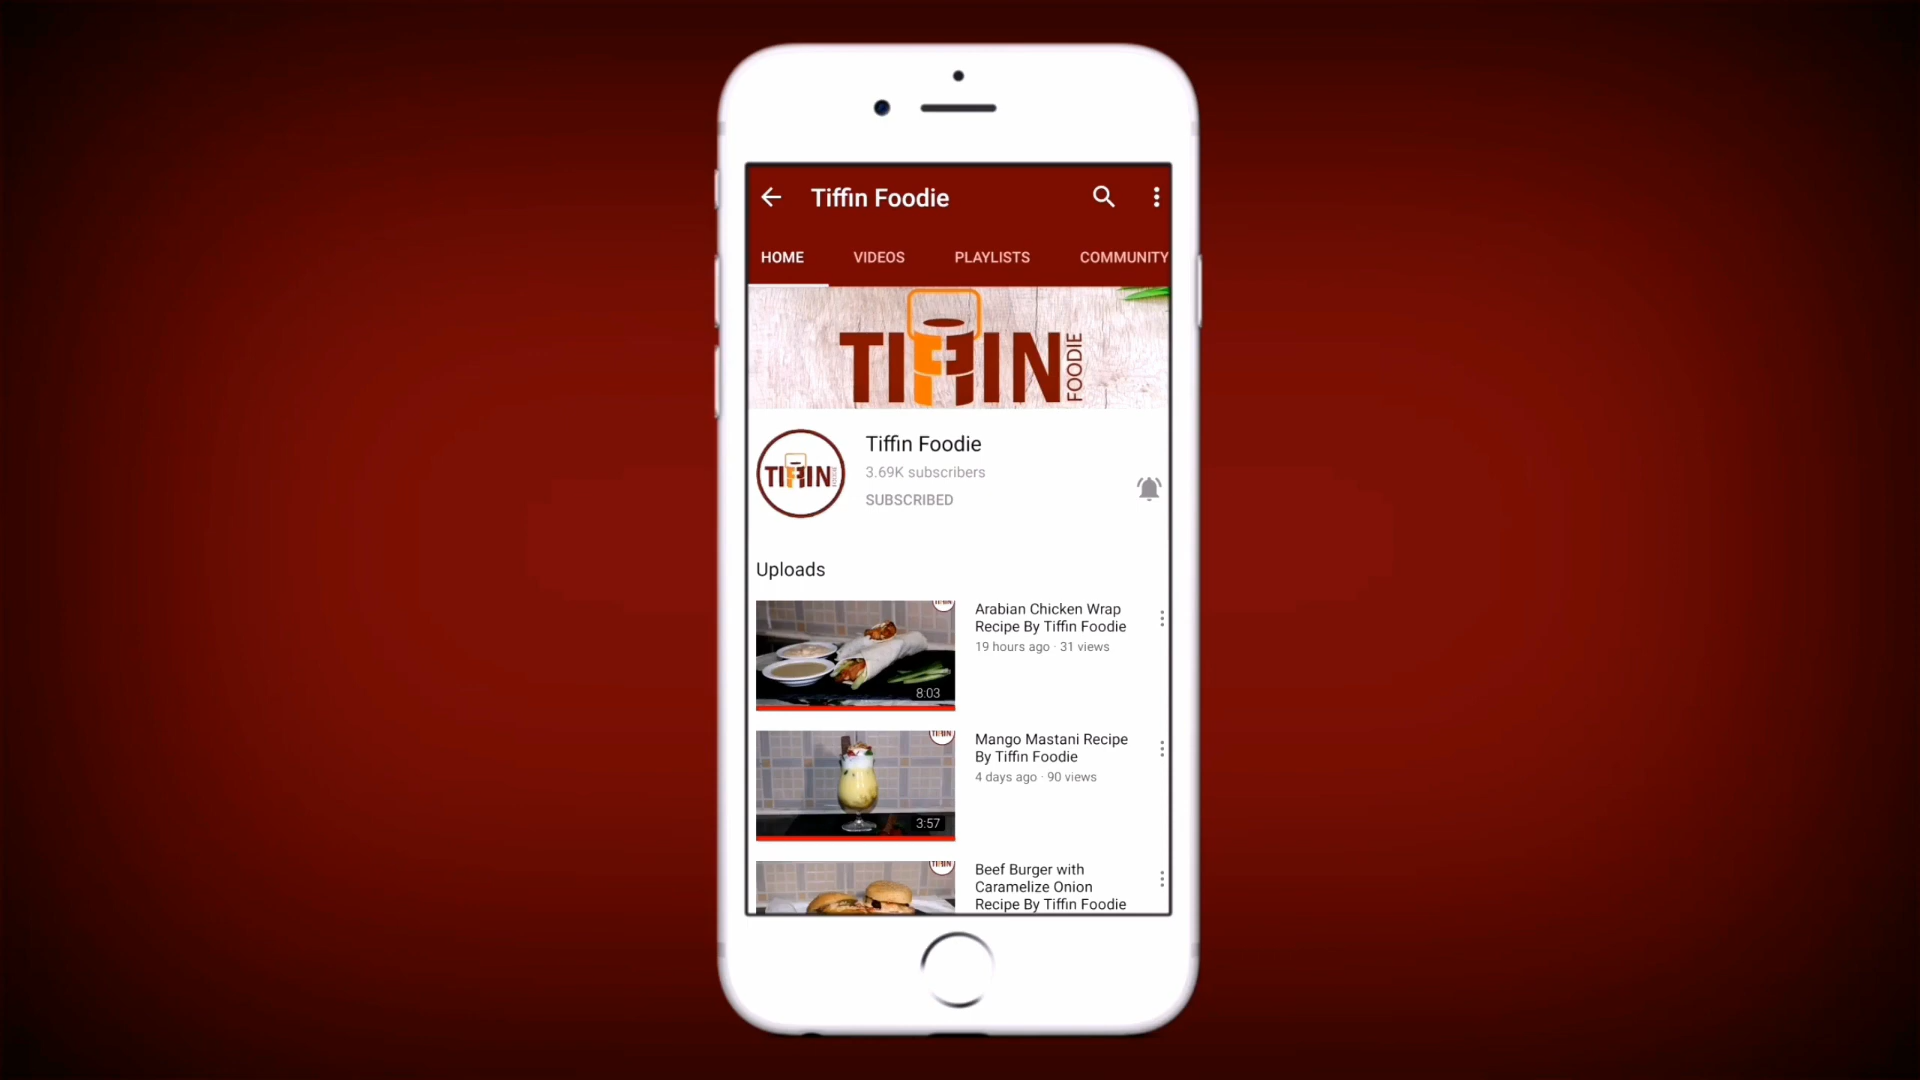 Tiffin Foodie
HOME VIDEOS PLAYLISTS COMMUNITY
TIFFIN FOODIE
TIFFIN FOODIE
Tiffin Foodie
3.69K subscribers
SUBSCRIBED
Uploads
Arabian Chicken Wrap
Recipe By Tiffin Foodie
19 hours ago · 31 views
8:03
Mango Mastani Recipe
By Tiffin Foodie
4 days ago · 90 views
3:57
Beef Burger with
Caramelize Onion
Recipe By Tiffin Foodie